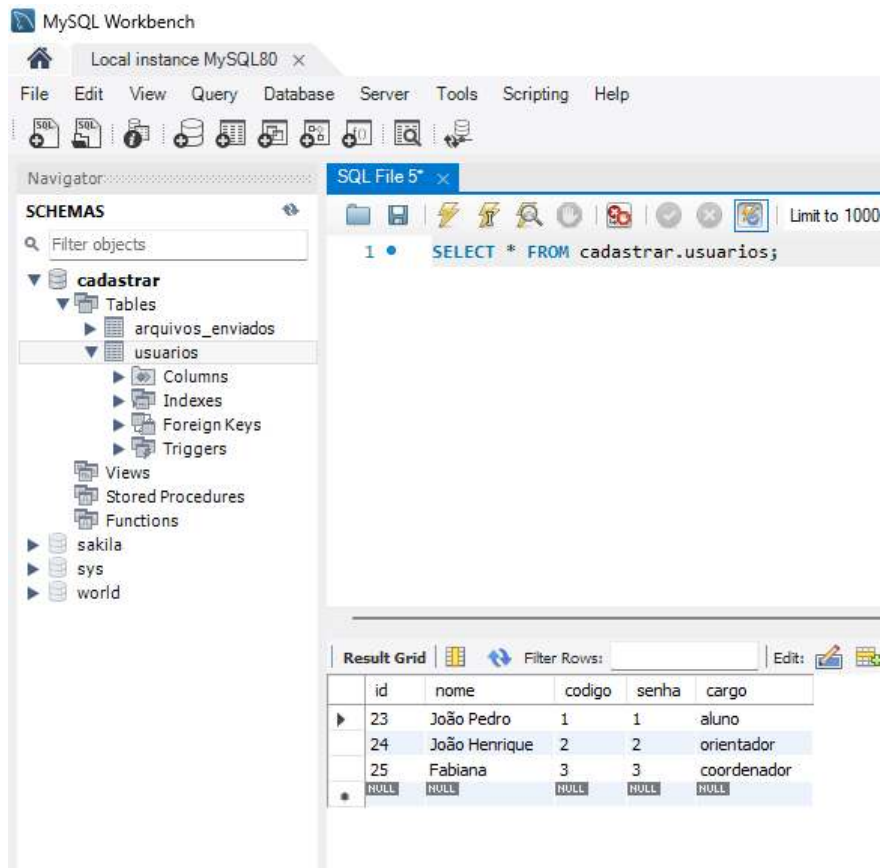 MySQL Workbench
Local instance MySQL80 ×
File Edit View Query Database Server Tools Scripting Help
Navigator
SQL File 5* ×
SCHEMAS
Limit to 1000
Filter objects
1 SELECT * FROM cadastrar.usuarios;
cadastrar
Tables
arquivos_enviados
usuarios
Columns
Indexes
Foreign Keys
Triggers
Views
Stored Procedures
Functions
sakila
sys
world
Result Grid Filter Rows: Edit:
id nome codigo senha cargo
23 João Pedro 1 1 aluno
24 João Henrique 2 2 orientador
25 Fabiana 3 3 coordenador
NULL NULL NULL NULL NULL